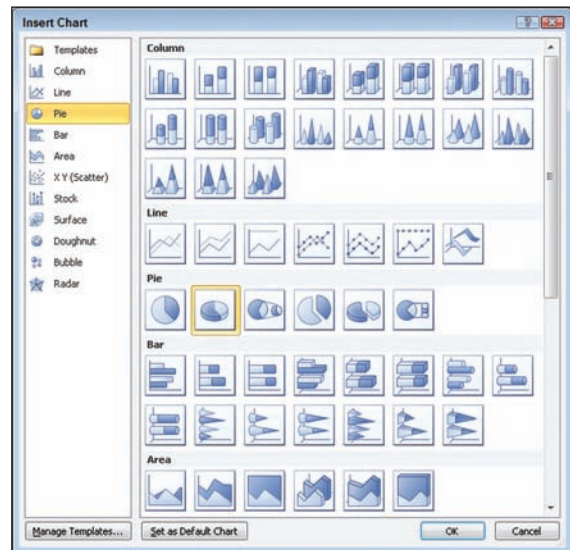 Insert Chart
Templates
Column
Line
Pie
Bar
Area
X Y (Scatter)
Stock
Surface
Doughnut
Bubble
Radar
Column
Line
Pie
Bar
Area
Manage Templates...
Set as Default Chart
OK
Cancel